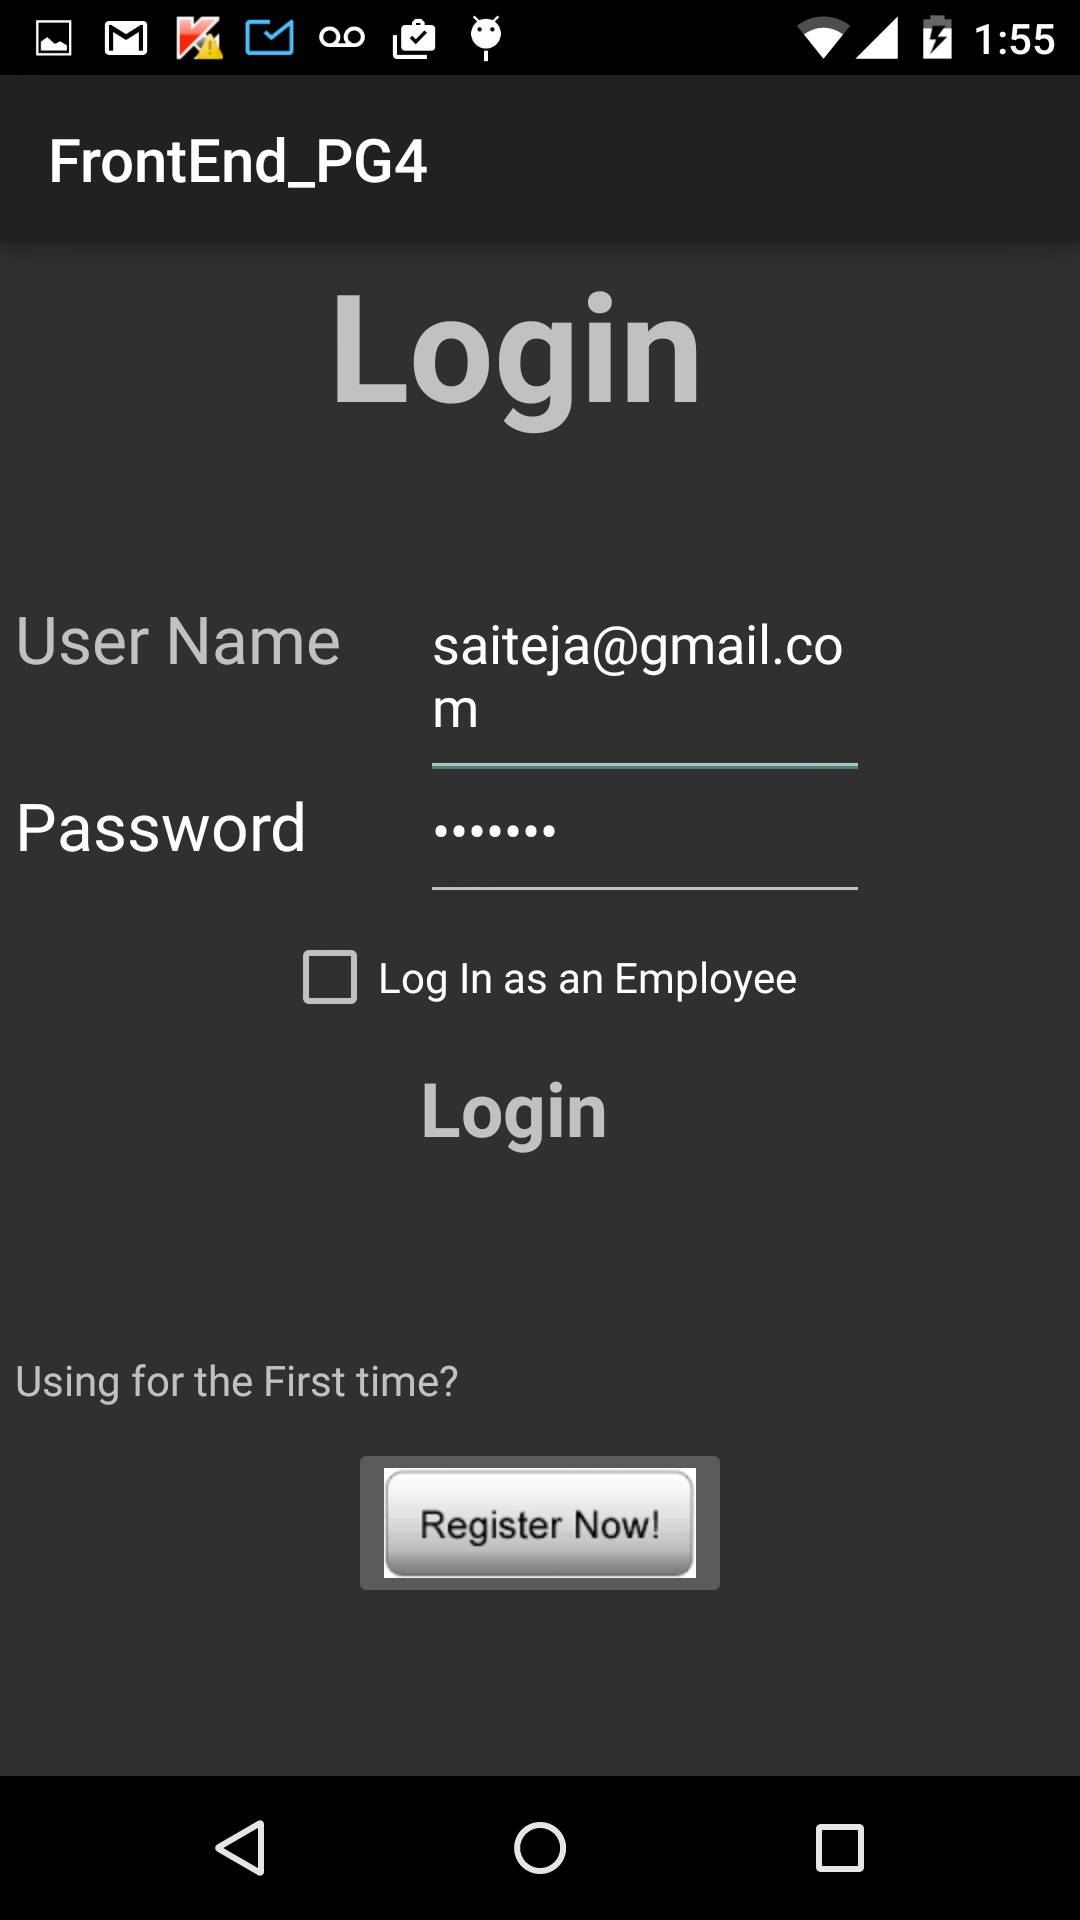 1:55
FrontEnd_PG4
Login
User Name
saiteja@gmail.co
m
Password
•••••••
Log In as an Employee
Login
Using for the First time?
Register Now!